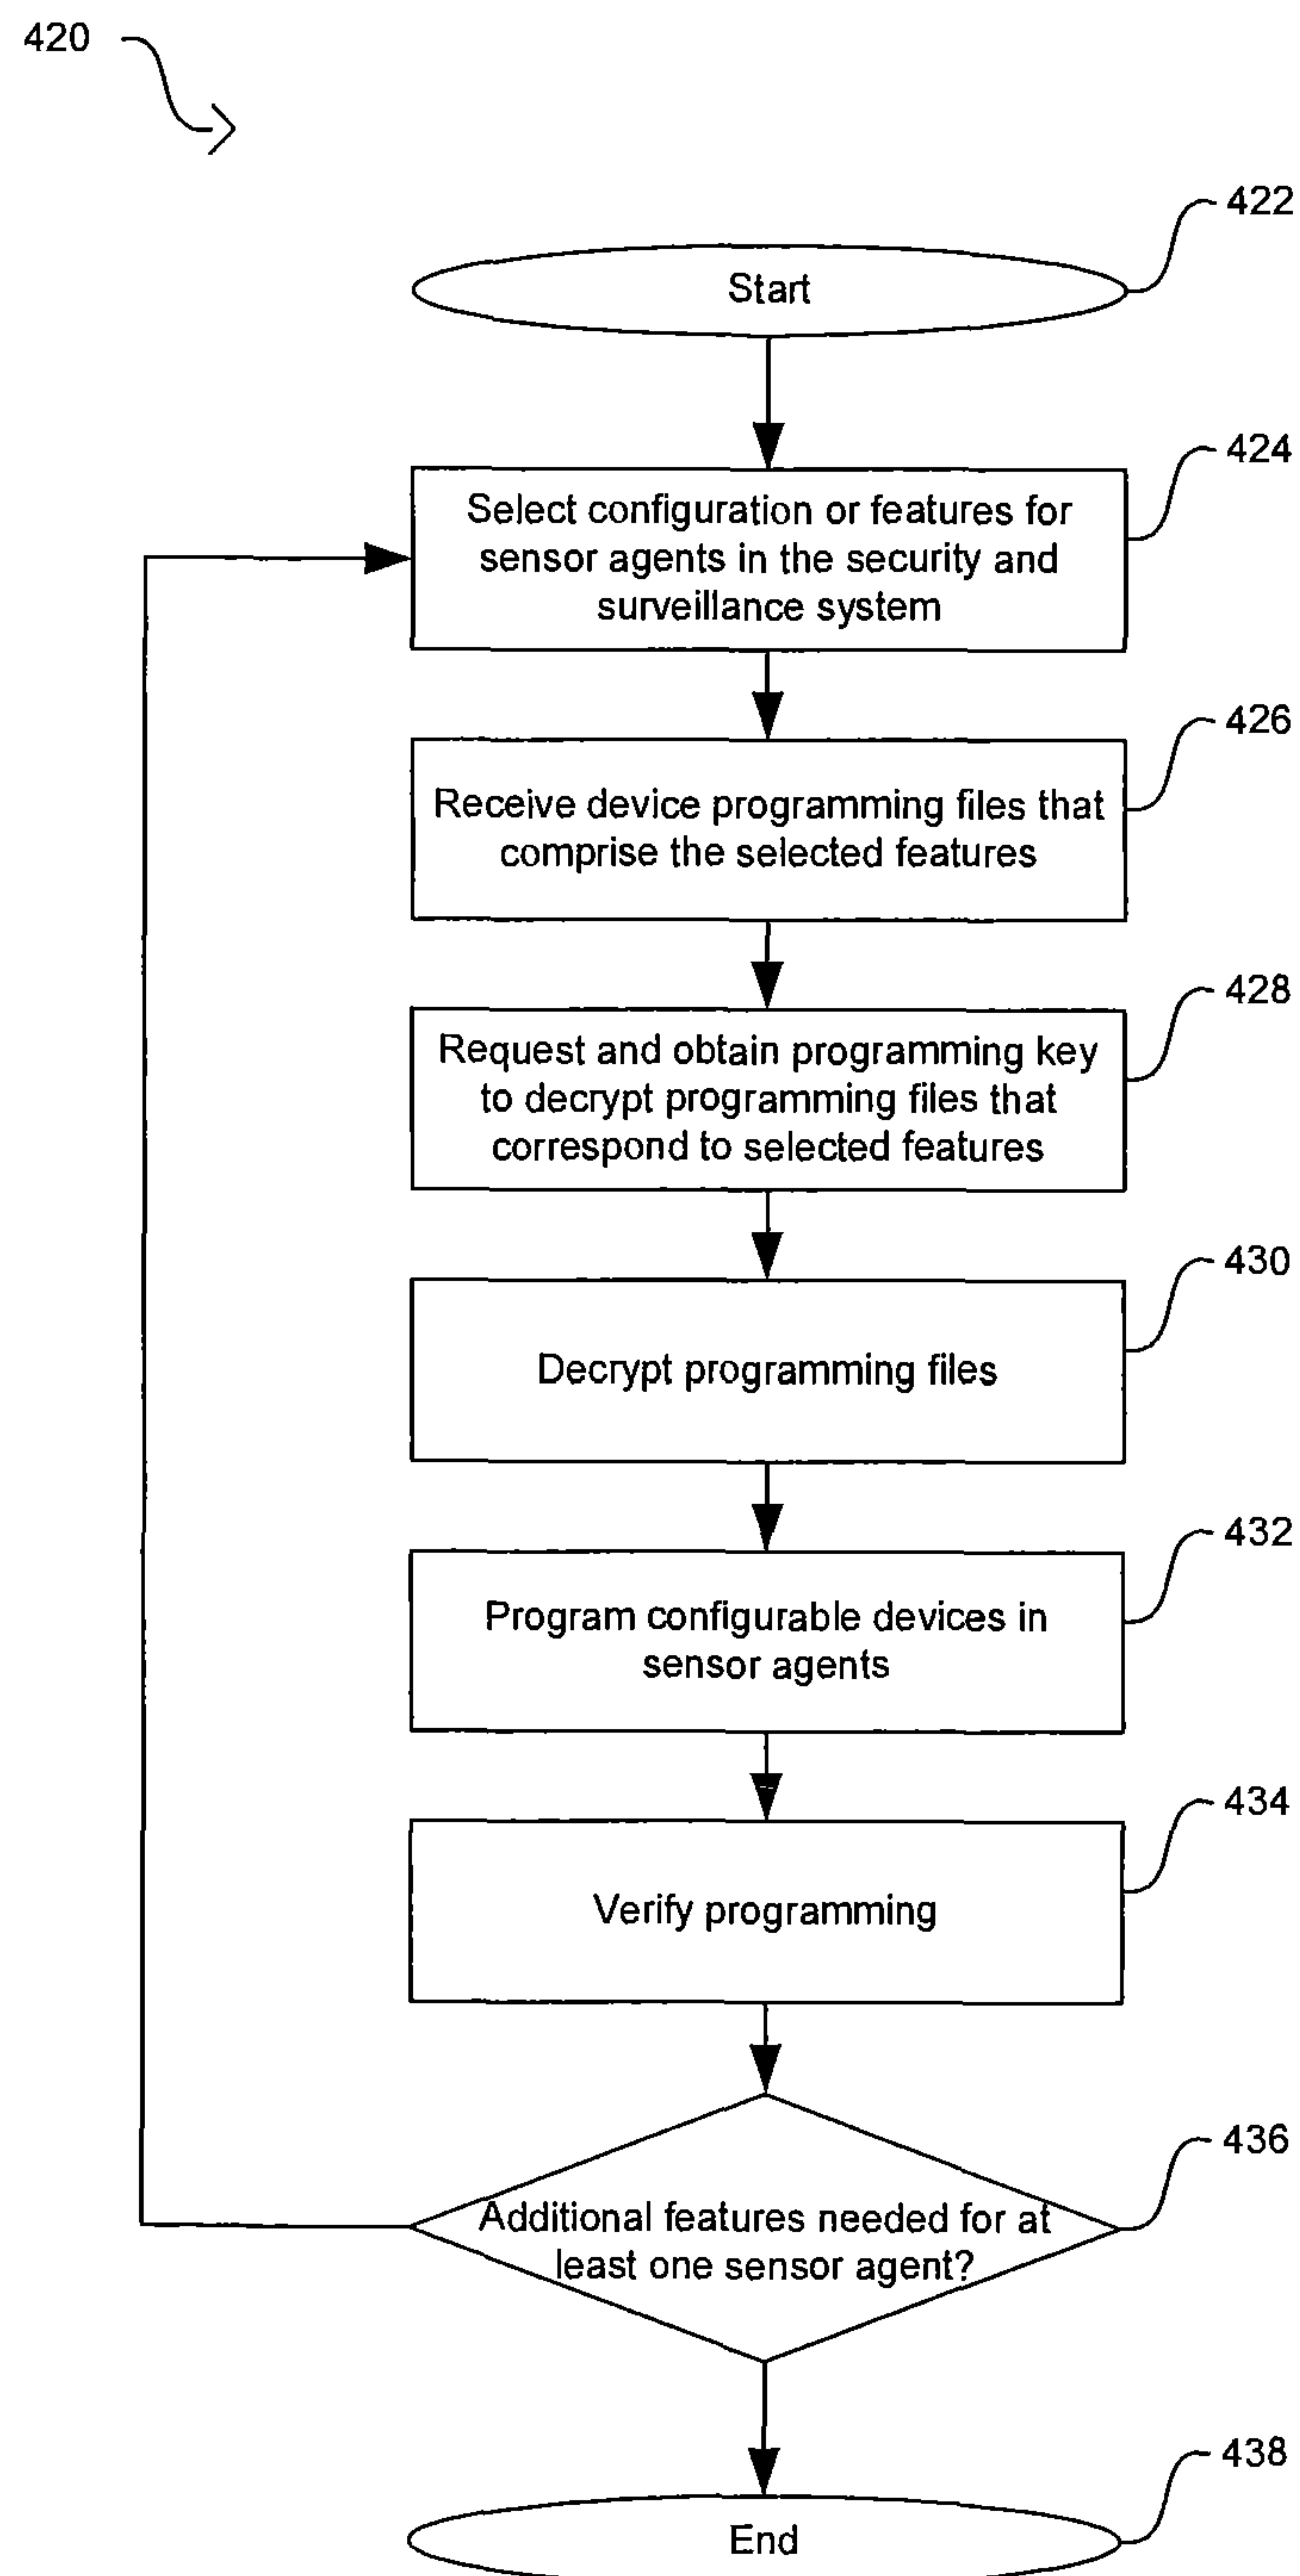 420
422
Start
424
Select configuration or features for
sensor agents in the security and
surveillance system
426
Receive device programming files that
comprise the selected features
428
Request and obtain programming key
to decrypt programming files that
correspond to selected features
430
Decrypt programming files
432
Program configurable devices in
sensor agents
434
Verify programming
436
Additional features needed for at
least one sensor agent?
438
End